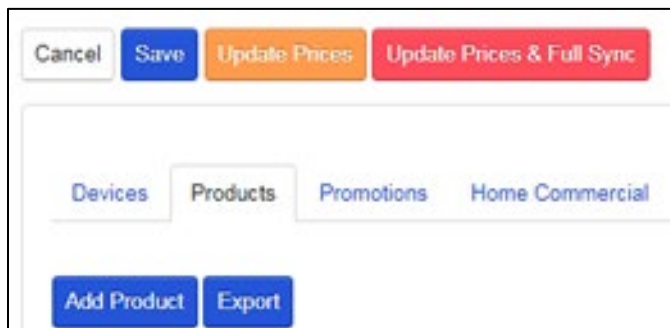 Cancel Save Update Prices Update Prices & Full Sync
Devices Products Promotions Home Commercial
Add Product Export